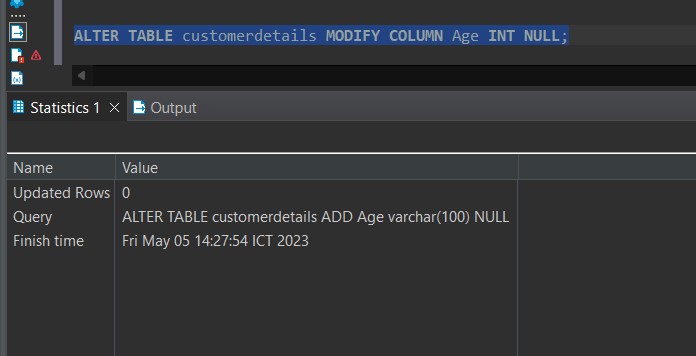 ALTER TABLE customerdetails MODIFY COLUMN Age INT NULL;
Statistics 1 Output
Name Value
Updated Rows 0
Query ALTER TABLE customerdetails ADD Age varchar(100) NULL
Finish time Fri May 05 14:27:54 ICT 2023